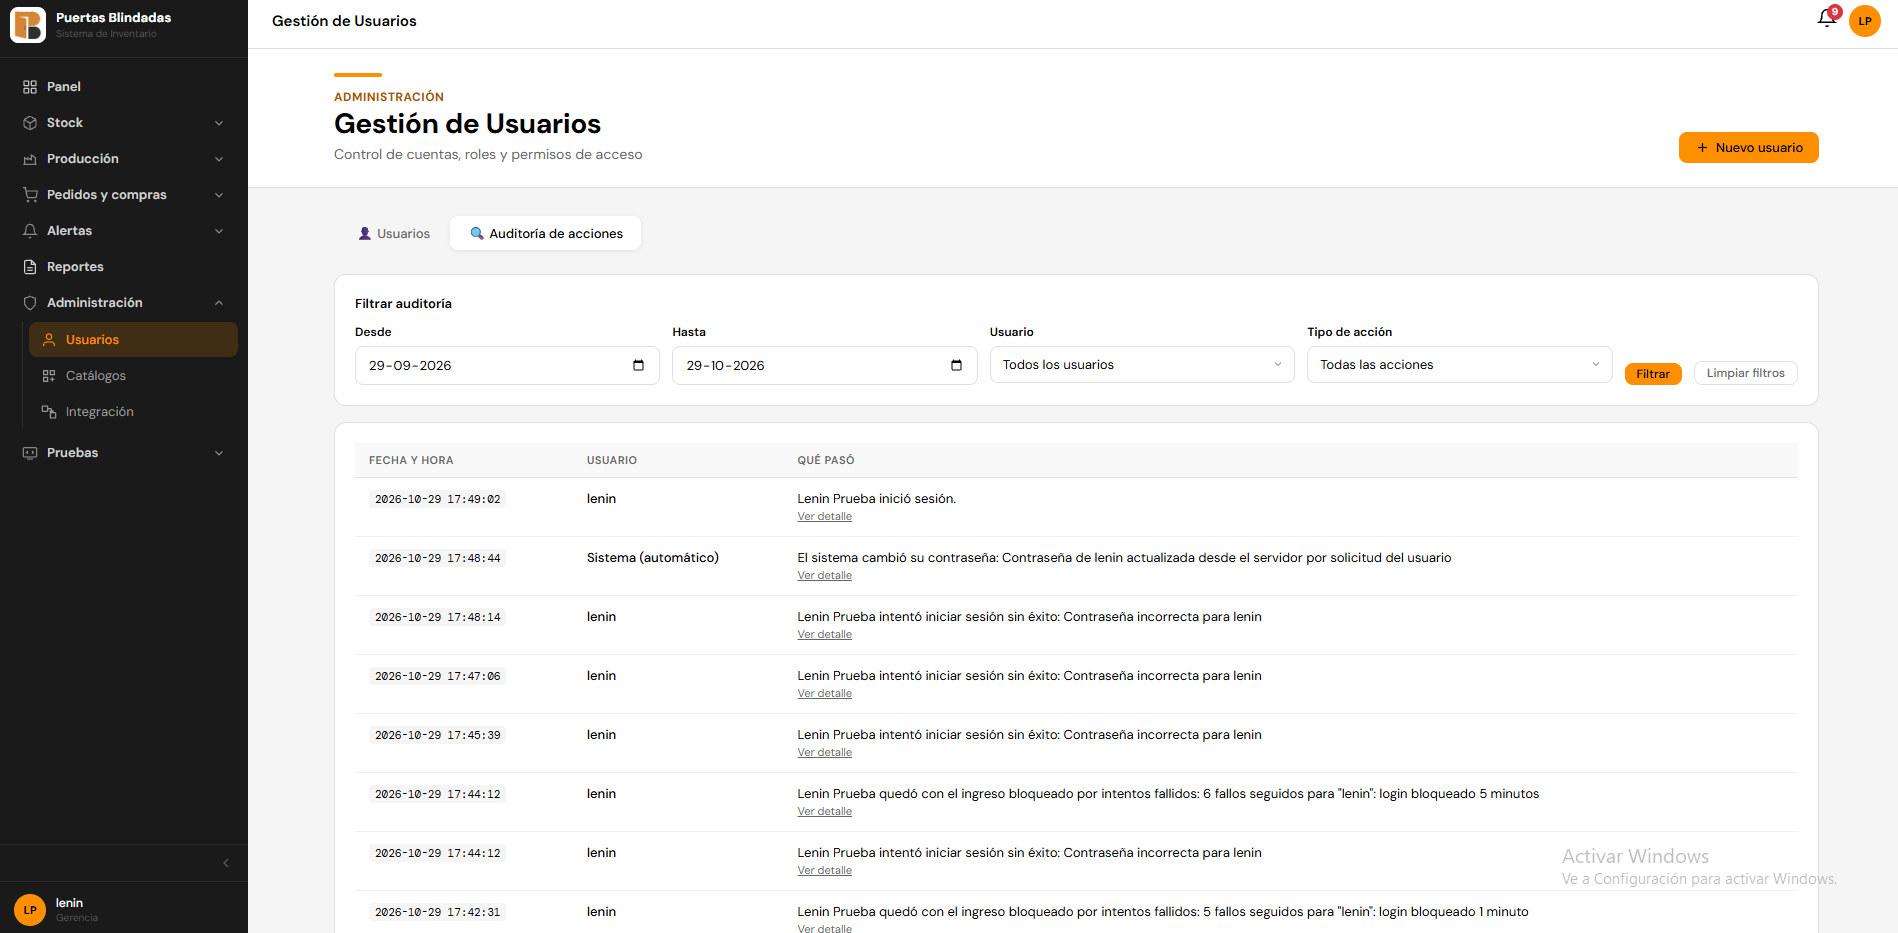 Puertas Blindadas
Sistema de Inventario
Panel
Stock
Producción
Pedidos y compras
Alertas
Reportes
Administración
Usuarios
Catálogos
Integración
Pruebas
LP
lenin
Gerencia
Gestión de Usuarios
9
LP
ADMINISTRACIÓN
Gestión de Usuarios
Control de cuentas, roles y permisos de acceso
+ Nuevo usuario
Usuarios
Auditoría de acciones
Filtrar auditoría
Desde
Hasta
Usuario
Tipo de acción
29-09-2026
29-10-2026
Todos los usuarios
Todas las acciones
Filtrar
Limpiar filtros
FECHA Y HORA USUARIO QUÉ PASÓ
2026-10-29 17:49:02 lenin Lenin Prueba inició sesión.
Ver detalle
2026-10-29 17:48:44 Sistema (automático) El sistema cambió su contraseña: Contraseña de lenin actualizada desde el servidor por solicitud del usuario
Ver detalle
2026-10-29 17:48:14 lenin Lenin Prueba intentó iniciar sesión sin éxito: Contraseña incorrecta para lenin
Ver detalle
2026-10-29 17:47:06 lenin Lenin Prueba intentó iniciar sesión sin éxito: Contraseña incorrecta para lenin
Ver detalle
2026-10-29 17:45:39 lenin Lenin Prueba intentó iniciar sesión sin éxito: Contraseña incorrecta para lenin
Ver detalle
2026-10-29 17:44:12 lenin Lenin Prueba quedó con el ingreso bloqueado por intentos fallidos: 6 fallos seguidos para "lenin": login bloqueado 5 minutos
Ver detalle
2026-10-29 17:44:12 lenin Lenin Prueba intentó iniciar sesión sin éxito: Contraseña incorrecta para lenin
Ver detalle
2026-10-29 17:42:31 lenin Lenin Prueba quedó con el ingreso bloqueado por intentos fallidos: 5 fallos seguidos para "lenin": login bloqueado 1 minuto
Ver detalle
Activar Windows
Ve a Configuración para activar Windows.